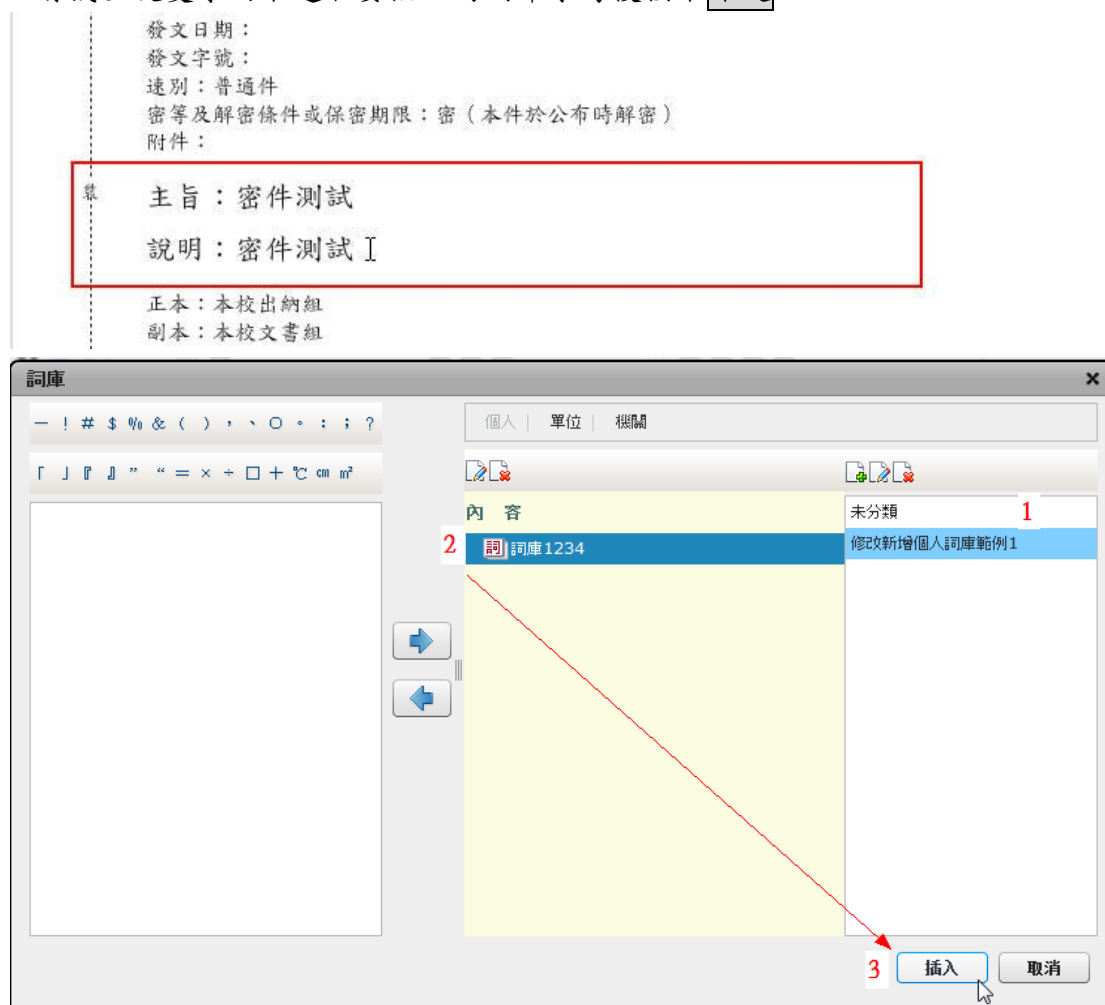 發文日期：
發文字號：
速別：普通件
密等及解密條件或保密期限：密（本件於公布時解密）
附件：
裝
主旨：密件測試
說明：密件測試
正本：本校出納組
副本：本校文書組
詞庫 ×
— ! # $ % & ( ) , 、 ○ 。 : ; ?
個人 | 單位 | 機關
「 」 『 』 ” “ = × ÷ □ + ℃ ㎝ ㎡
內 容
未分類 1
2 詞 詞庫1234
修改新增個人詞庫範例1
3 插入 取消